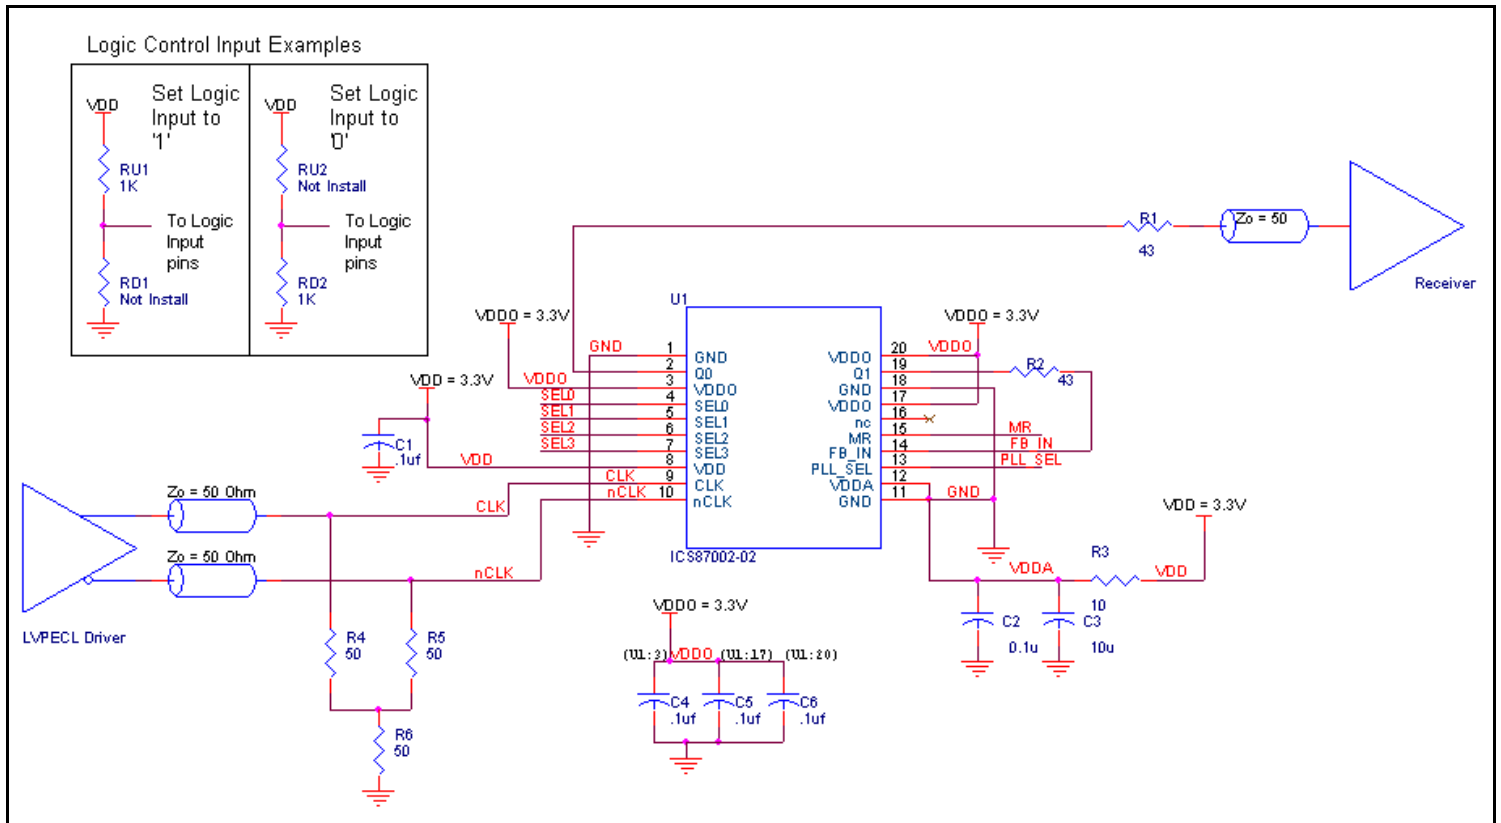 Logic Control Input Examples
Set Logic
Input to
'1'
VDD
RU1
1K
To Logic
Input
pins
RD1
Not Install
Set Logic
Input to
'0'
VDD
RU2
Not Install
To Logic
Input
pins
RD2
1K
R1
43
Zo = 50
Receiver
U1
VDDO = 3.3V
VDDO = 3.3V
GND
1
GND
2
Q0
VDDO
3
VDDO
SEL0
4
SEL0
SEL1
5
SEL1
SEL2
6
SEL2
SEL3
7
SEL3
VDD
8
VDD
CLK
9
CLK
nCLK
10
nCLK
VDDO
20
VDDO
Q1
19
R2
43
GND
18
VDDO
17
nc
16
MR
15
MR
FB_IN
14
FB_IN
PLL_SEL
13
PLL_SEL
VDDA
12
GND
11
GND
ICS87002-02
VDD = 3.3V
C1
.1uf
Zo = 50 Ohm
CLK
Zo = 50 Ohm
nCLK
LVPECL Driver
R4
50
R5
50
R6
50
VDDO = 3.3V
(U1:3)
VDDO
(U1:17)
(U1:20)
C4
.1uf
C5
.1uf
C6
.1uf
VDD = 3.3V
R3
10
VDDA
VDD
C2
0.1u
C3
10u